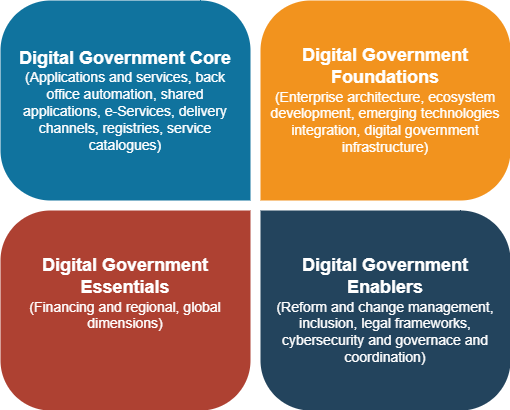 Digital Government Core
(Applications and services, back
office automation, shared
applications, e-Services, delivery
channels, registries, service
catalogues)
Digital Government
Foundations
(Enterprise architecture, ecosystem
development, emerging technologies
integration, digital government
infrastructure)
Digital Government
Essentials
(Financing and regional, global
dimensions)
Digital Government
Enablers
(Reform and change management,
inclusion, legal frameworks,
cybersecurity and governace and
coordination)